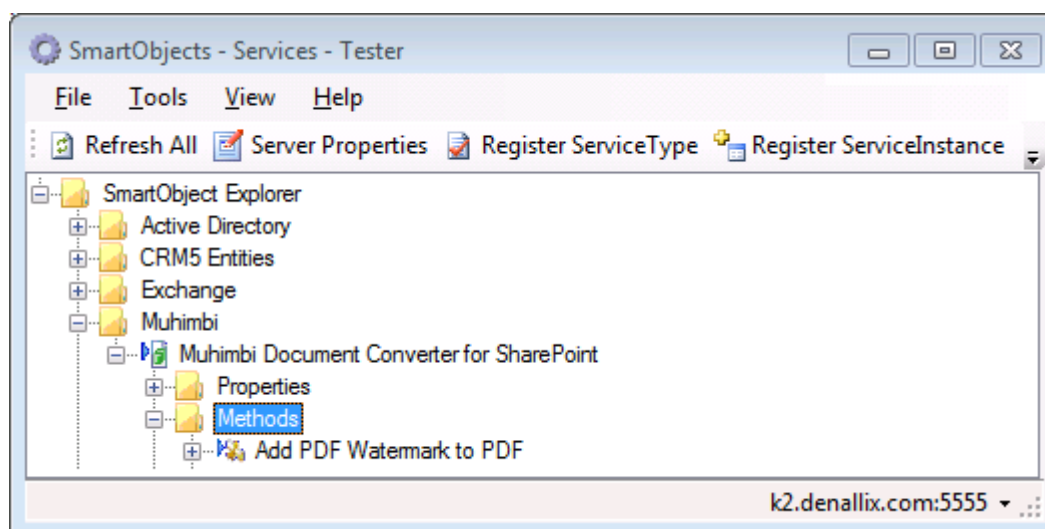 SmartObjects - Services - Tester
File Tools View Help
Refresh All Server Properties Register ServiceType Register ServiceInstance
SmartObject Explorer
Active Directory
CRM5 Entities
Exchange
Muhimbi
Muhimbi Document Converter for SharePoint
Properties
Methods
Add PDF Watermark to PDF
k2.denallix.com:5555